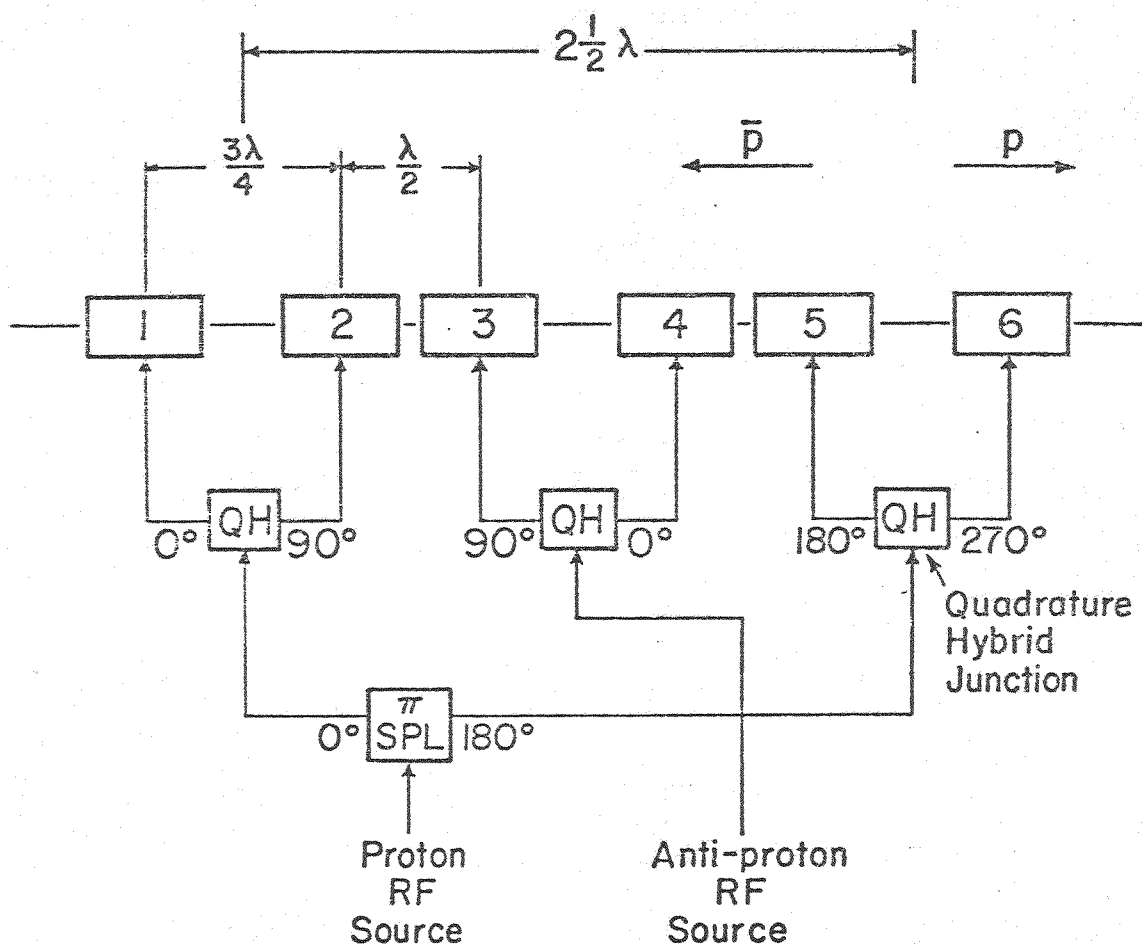 2 1/2 λ
3λ/4
λ/2
p̄
p
1
2
3
4
5
6
QH
QH
QH
0°
90°
90°
0°
180°
270°
Quadrature
Hybrid
Junction
π
SPL
0°
180°
Proton
RF
Source
Anti-proton
RF
Source